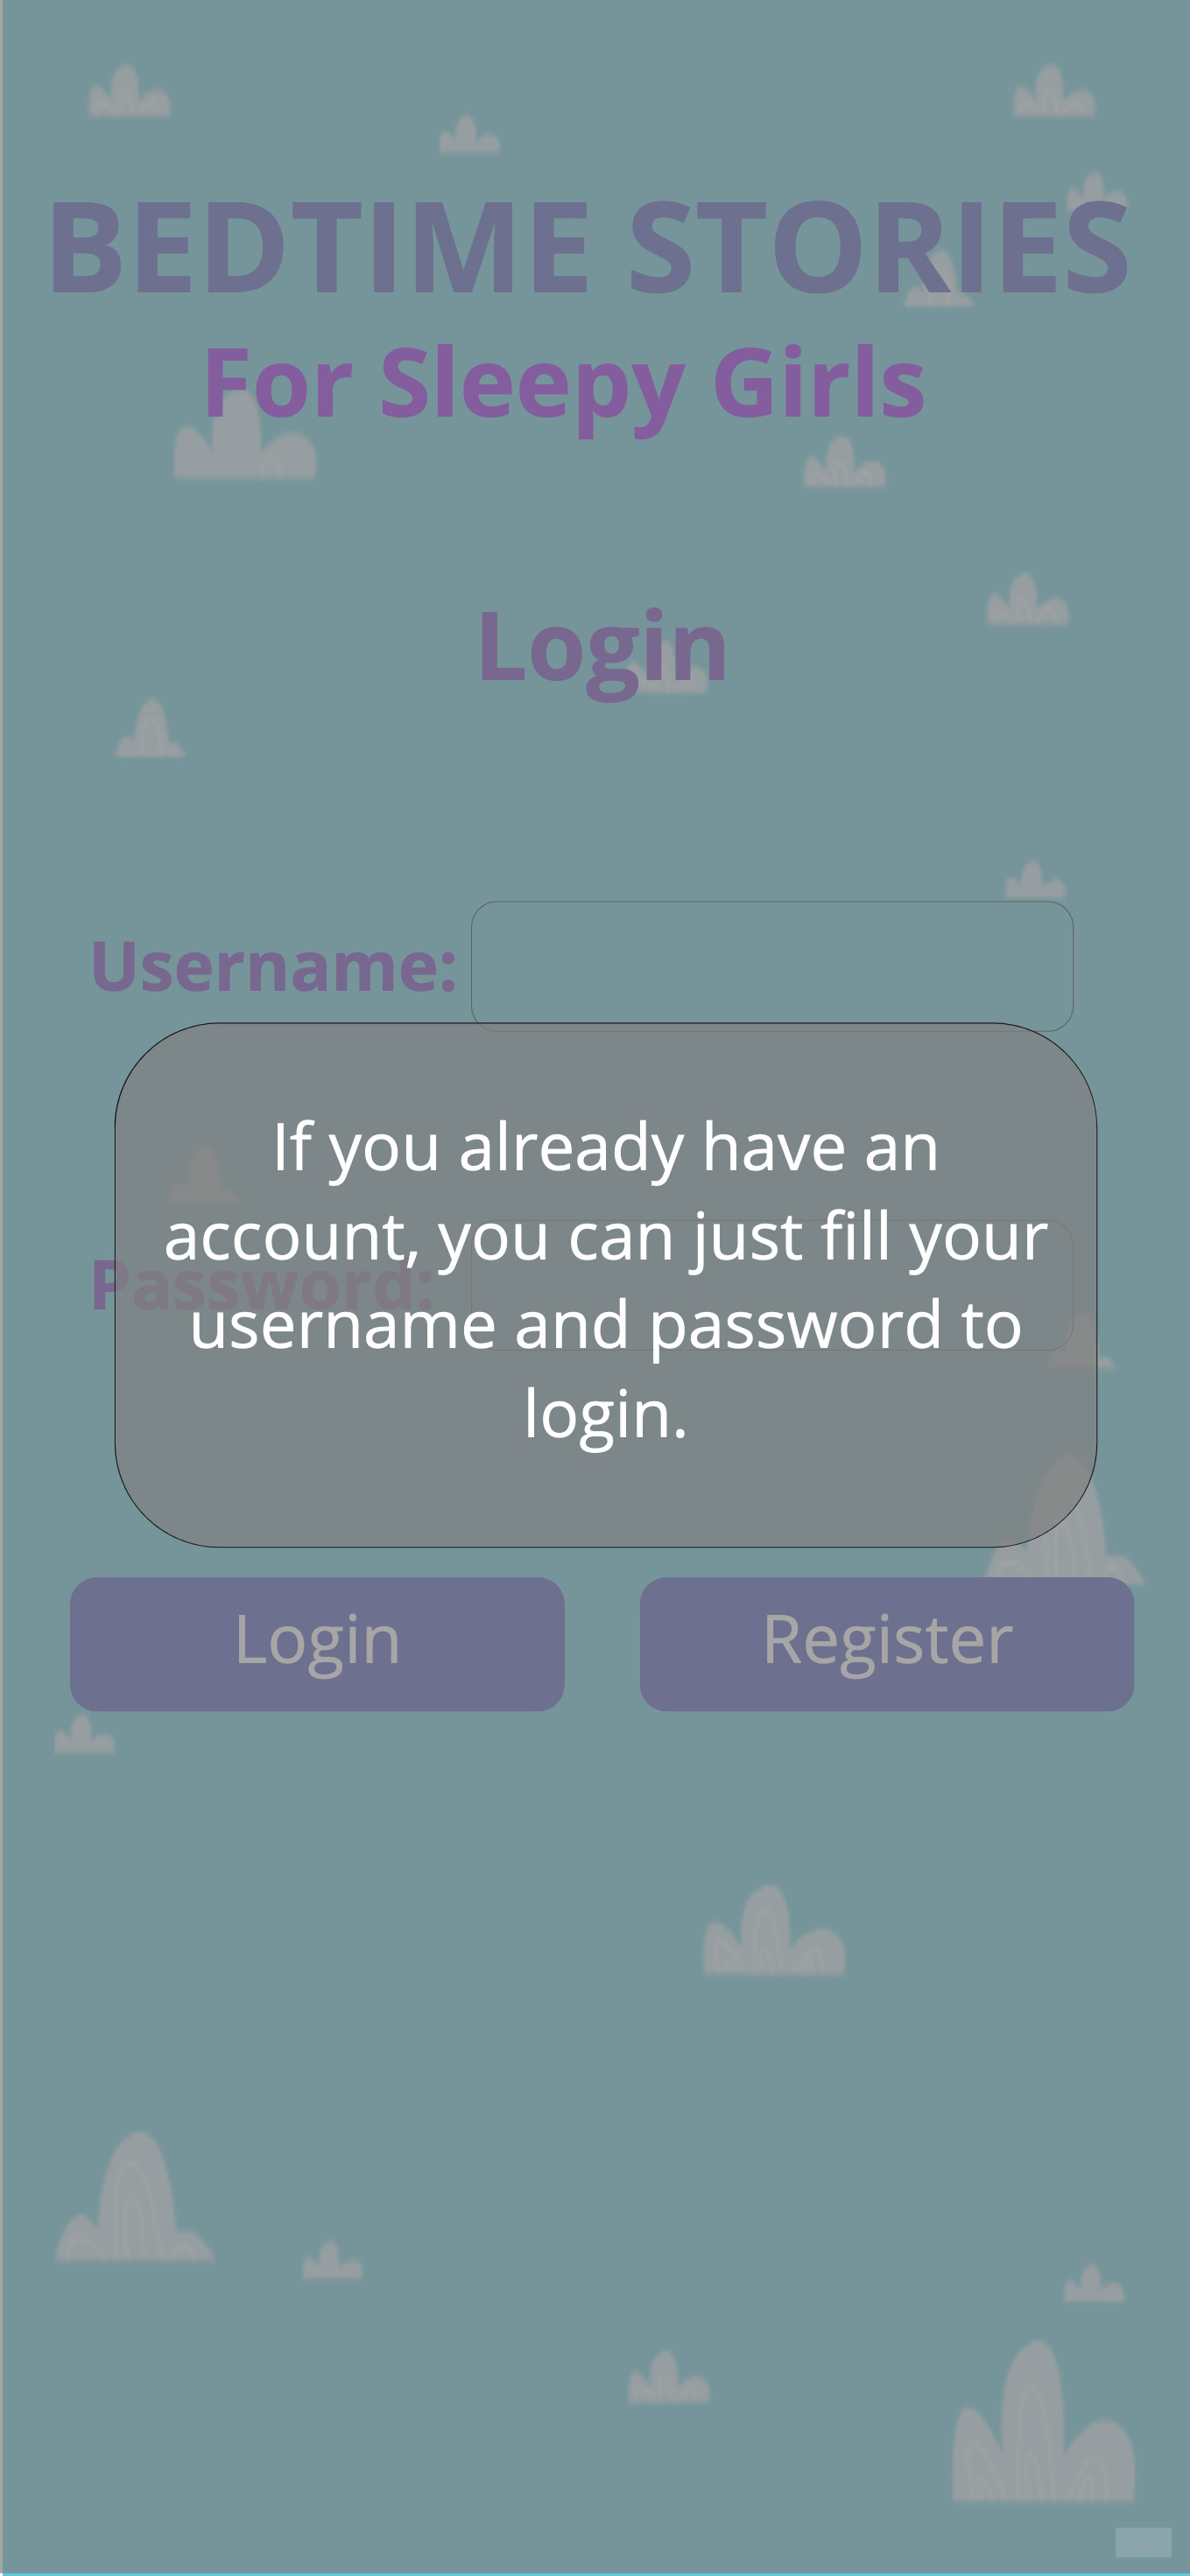 BEDTIME STORIES
For Sleepy Girls
Login
Username:
If you already have an
account, you can just fill your
Password:
username and password to
login.
Login
Register